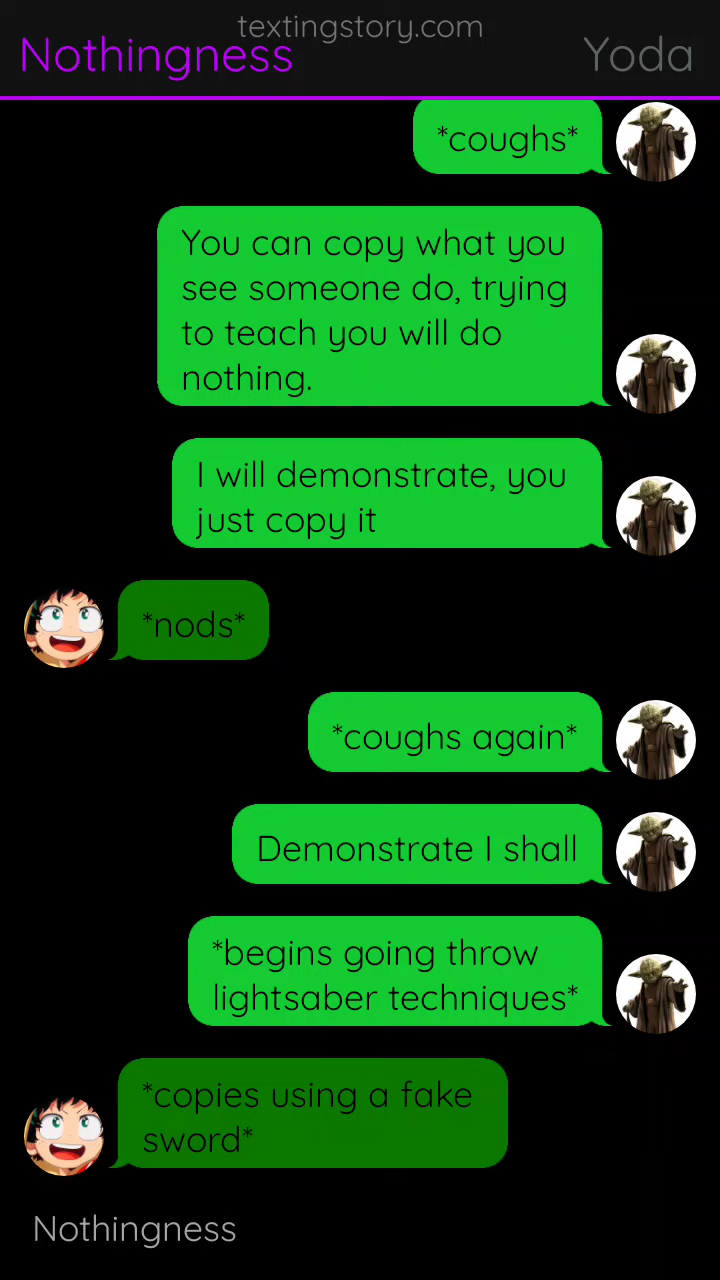 textingstory.com
Nothingness
Yoda
*coughs*
You can copy what you
see someone do, trying
to teach you will do
nothing.
I will demonstrate, you
just copy it
*nods*
*coughs again*
Demonstrate I shall
*begins going throw
lightsaber techniques*
*copies using a fake
sword*
Nothingness